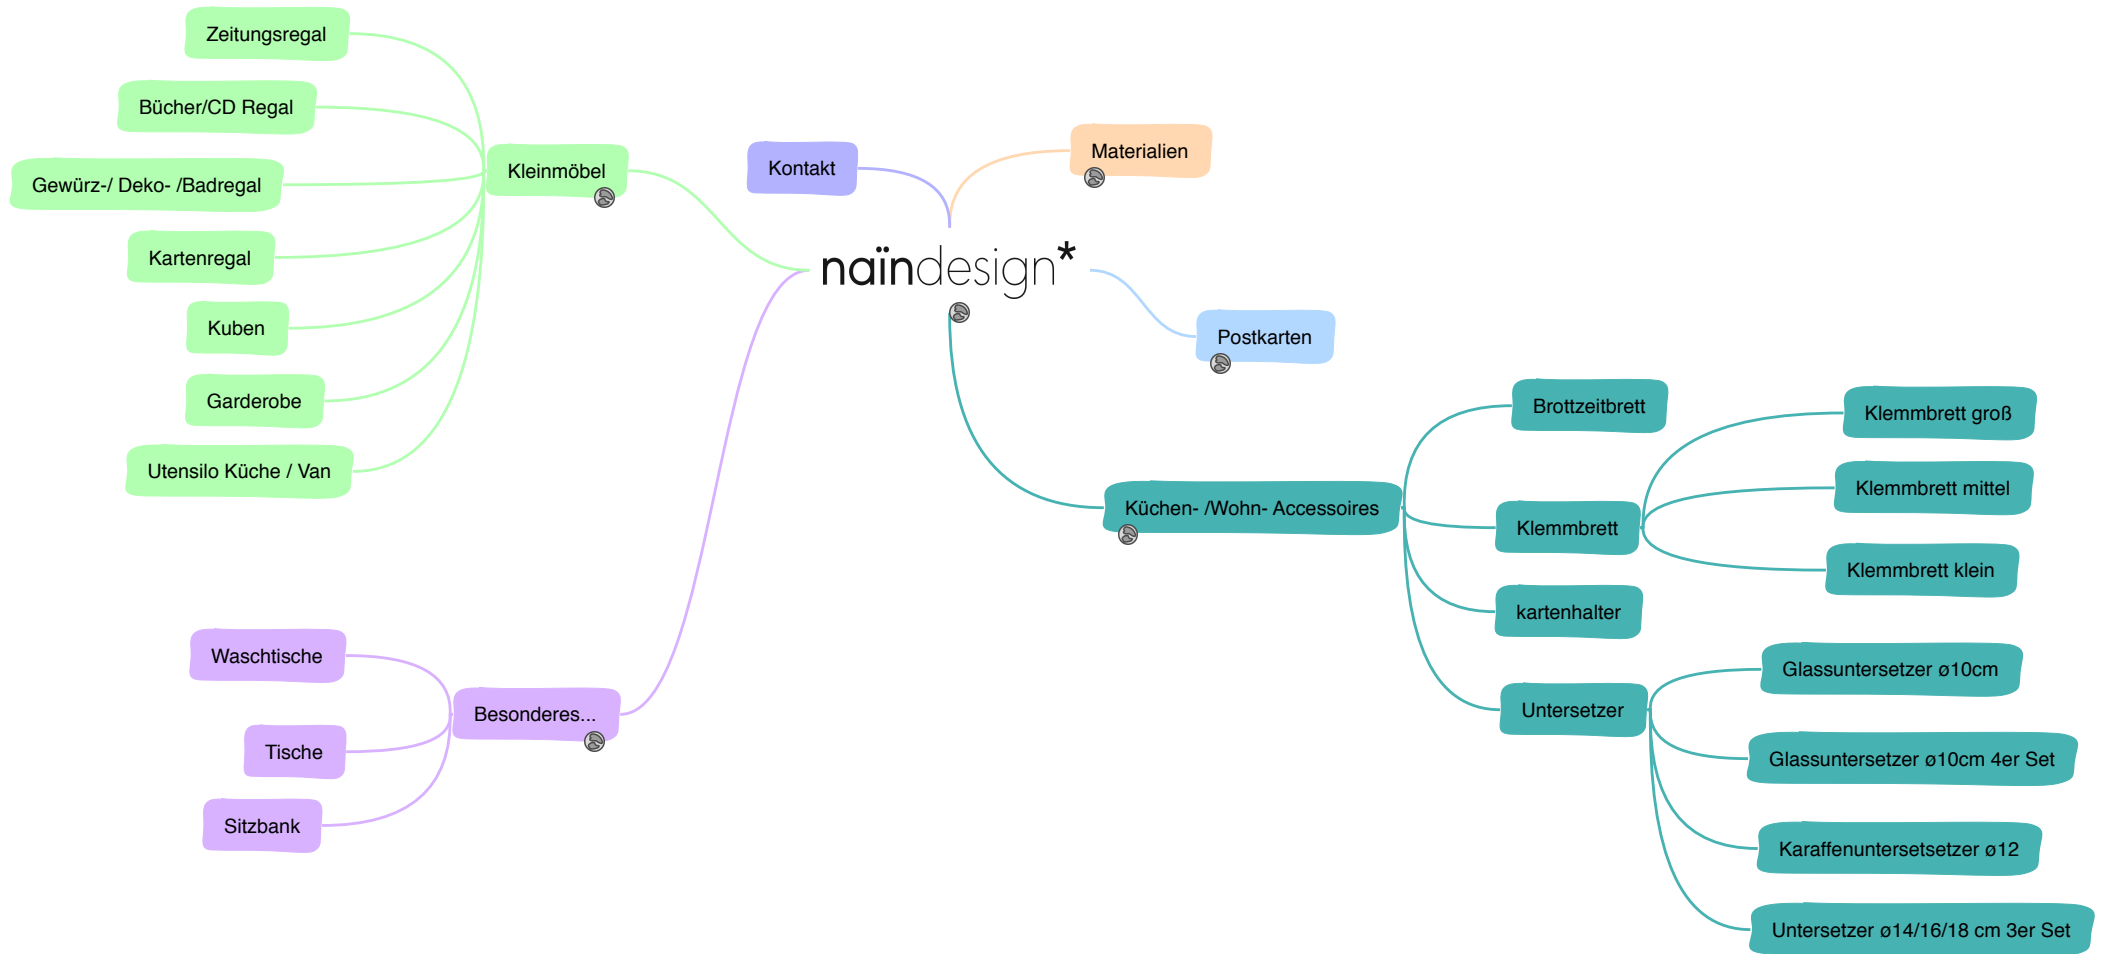 Zeitungsregal
Bücher/CD Regal
Gewürz-/ Deko- /Badregal
Kartenregal
Kuben
Garderobe
Utensilo Küche / Van
Kleinmöbel
Kontakt
Materialien
naïndesign*
Postkarten
Waschtische
Tische
Sitzbank
Besonderes...
Küchen- /Wohn- Accessoires
Brottzeitbrett
Klemmbrett
Klemmbrett groß
Klemmbrett mittel
Klemmbrett klein
kartenhalter
Untersetzer
Glassuntersetzer ø10cm
Glassuntersetzer ø10cm 4er Set
Karaffenuntersetsetzer ø12
Untersetzer ø14/16/18 cm 3er Set